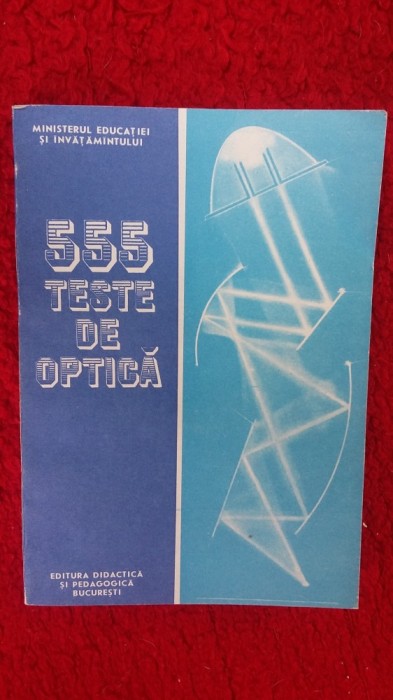 MINISTERUL EDUCAȚIEI
ȘI ÎNVĂȚĂMÎNTULUI
555
TESTE
DE
OPTICĂ
EDITURA DIDACTICĂ
ȘI PEDAGOGICĂ
BUCUREȘTI